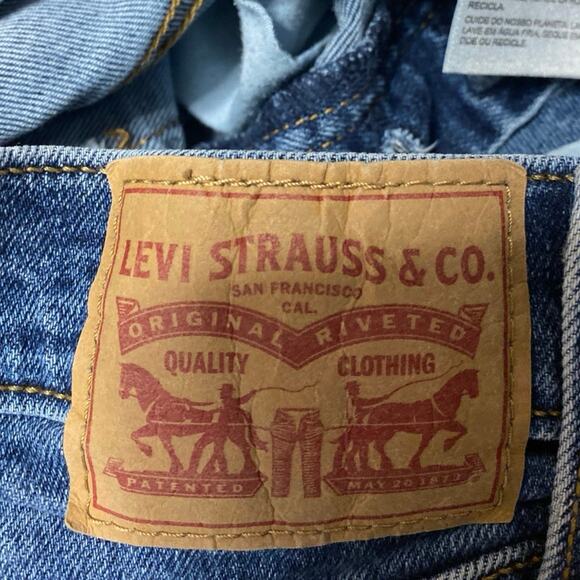 RECICLA.
CUIDE DO NOSSO PLANETA:
LAVE EM ÁGUA FRIA, SEQUE
DOE OU RECICLE.
LEVI STRAUSS & CO.
SAN FRANCISCO
CAL.
ORIGINAL RIVETED
QUALITY CLOTHING
PATENTED MAY 20 1873